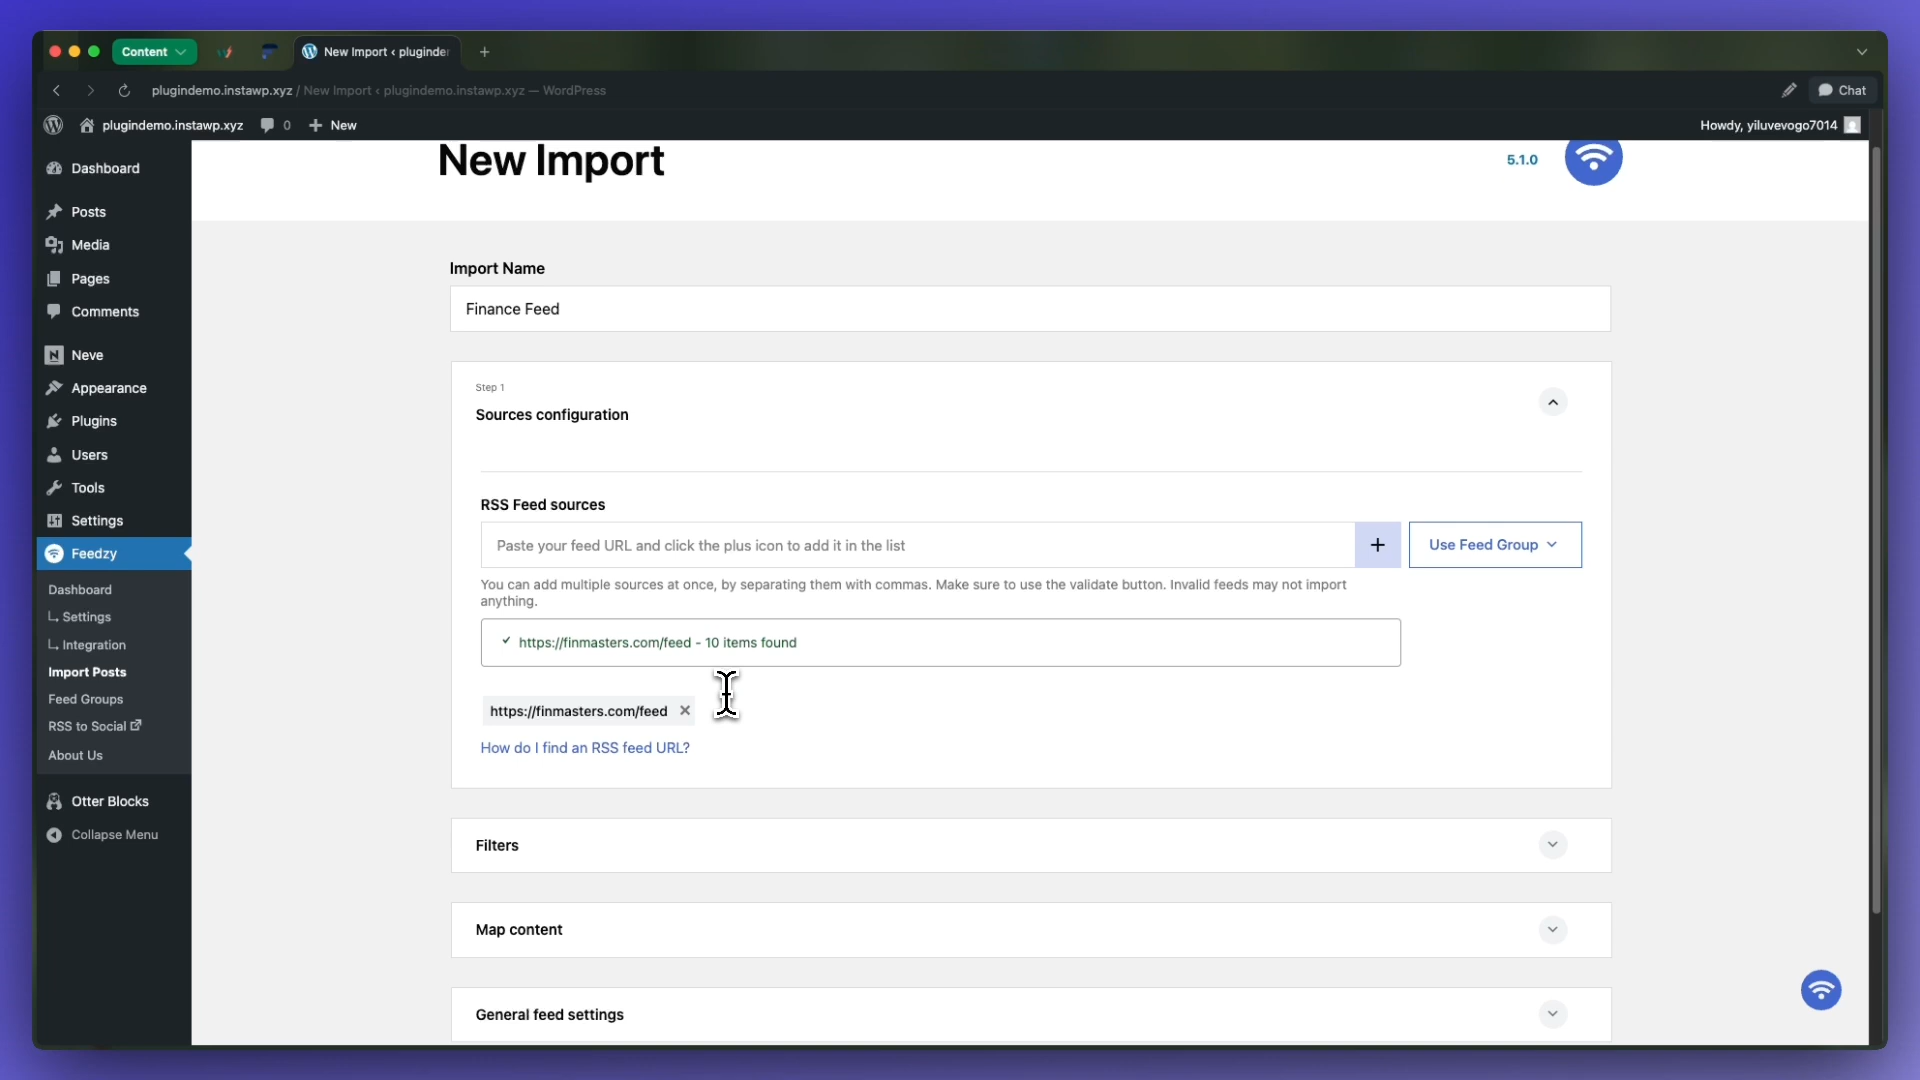 Content
New Import ‹ pluginder
plugindemo.instawp.xyz / New Import ‹ plugindemo.instawp.xyz — WordPress
Chat
plugindemo.instawp.xyz
0
New
Howdy, yiluvevogo7014
Dashboard
Posts
Media
Pages
Comments
Neve
Appearance
Plugins
Users
Tools
Settings
Feedzy
Dashboard
Settings
Integration
Import Posts
Feed Groups
RSS to Social
About Us
Otter Blocks
Collapse Menu
New Import
5.1.0
Import Name
Finance Feed
Step 1
Sources configuration
RSS Feed sources
Paste your feed URL and click the plus icon to add it in the list
Use Feed Group
You can add multiple sources at once, by separating them with commas. Make sure to use the validate button. Invalid feeds may not import
anything.
https://finmasters.com/feed - 10 items found
https://finmasters.com/feed
How do I find an RSS feed URL?
Filters
Map content
General feed settings